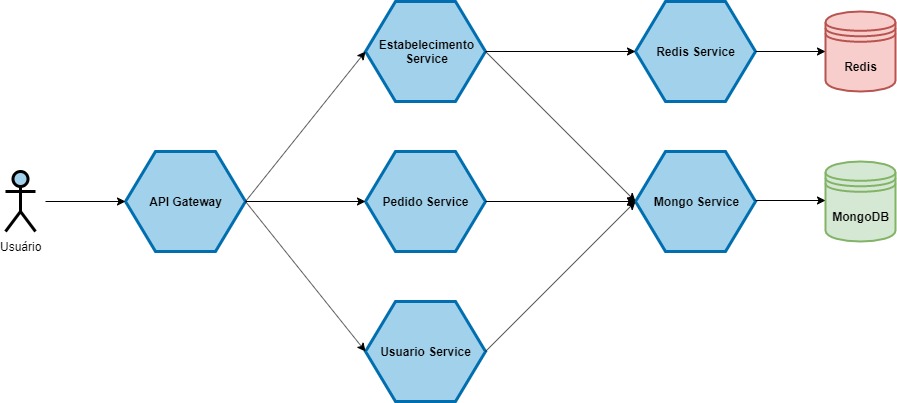 Estabelecimento
Service
Redis Service
Redis
API Gateway
Pedido Service
Mongo Service
MongoDB
Usuário
Usuario Service